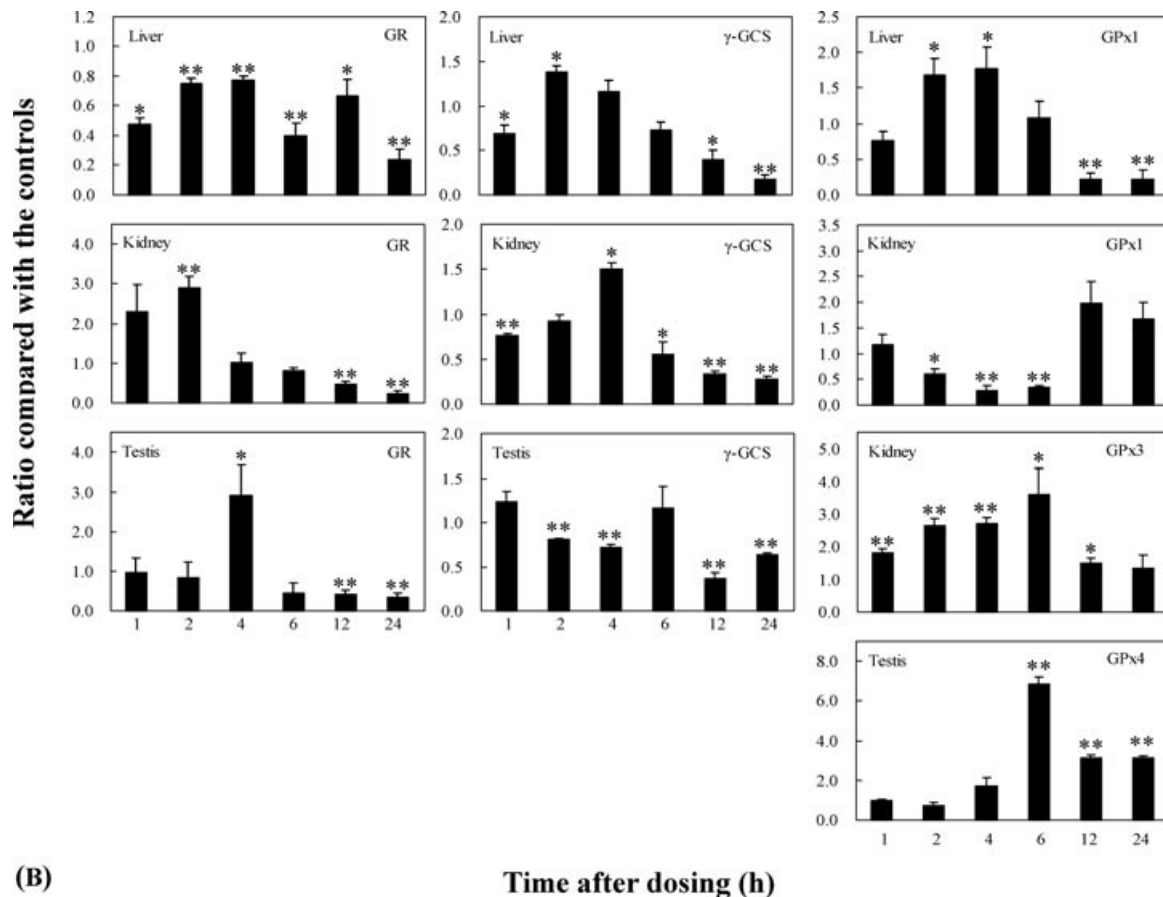 Ratio compared with the controls
Liver GR
1.2
1.0
0.8
0.6
0.4
0.2
0.0
* ** ** ** * **
Liver γ-GCS
2.0
1.5
1.0
0.5
0.0
* * * **
Liver GPx1
2.5
2.0
1.5
1.0
0.5
0.0
* * ** **
Kidney GR
4.0
3.0
2.0
1.0
0.0
** ** **
Kidney γ-GCS
2.0
1.5
1.0
0.5
0.0
** * * ** **
Kidney GPx1
3.5
3.0
2.5
2.0
1.5
1.0
0.5
0.0
* ** **
Testis GR
4.0
3.0
2.0
1.0
0.0
* ** **
1 2 4 6 12 24
Testis γ-GCS
2.0
1.5
1.0
0.5
0.0
** ** ** **
1 2 4 6 12 24
Kidney GPx3
5.0
4.0
3.0
2.0
1.0
0.0
** ** ** * *
Testis GPx4
8.0
6.0
4.0
2.0
0.0
** ** **
1 2 4 6 12 24
(B) Time after dosing (h)